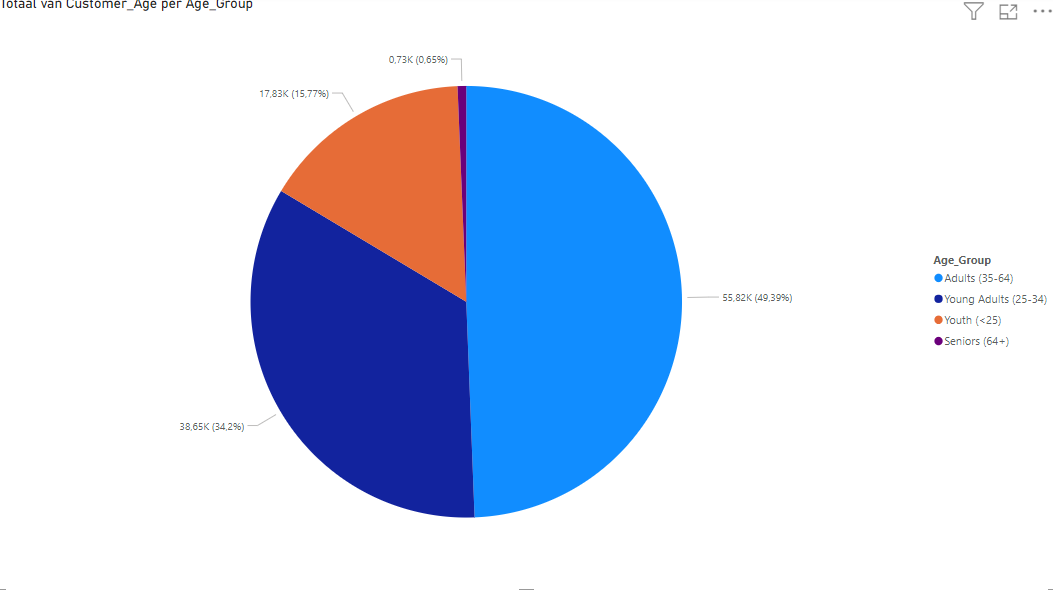 Totaal van Customer_Age per Age_Group
0,73K (0,65%)
17,83K (15,77%)
55,82K (49,39%)
38,65K (34,2%)
Age_Group
Adults (35-64)
Young Adults (25-34)
Youth (<25)
Seniors (64+)